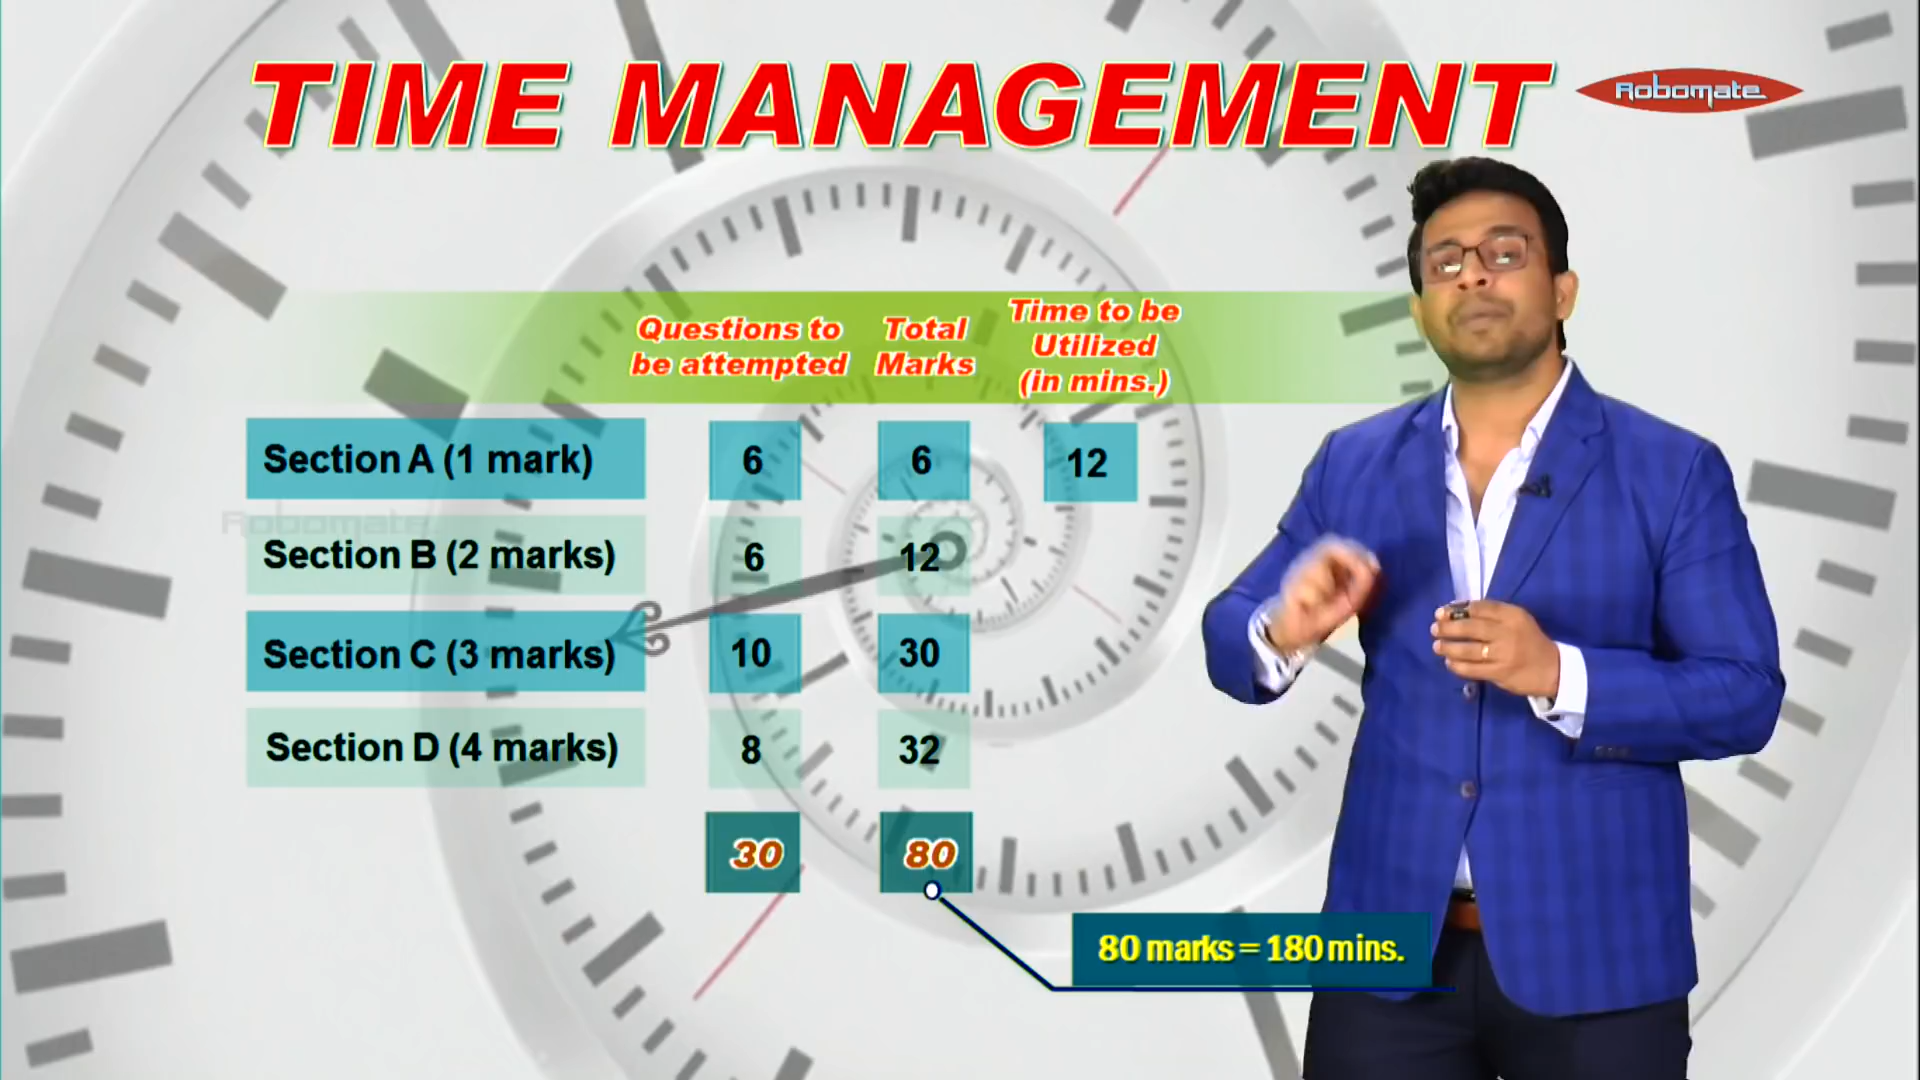 TIME MANAGEMENT
Robomate
Questions to
be attempted
Total
Marks
Time to be
Utilized
(in mins.)
Section A (1 mark)
6
6
12
Robomate
Section B (2 marks)
6
12
Section C (3 marks)
10
30
Section D (4 marks)
8
32
30
80
80 marks = 180 mins.